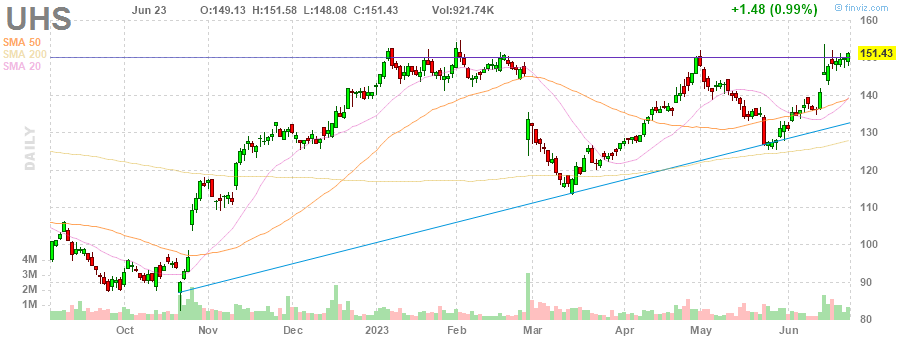 UHS Jun 23 O:149.13 H:151.58 L:148.08 C:151.43 Vol:921.74K +1.48 (0.99%) © finviz.com
SMA 50
SMA 200
SMA 20
DAILY
160
151.43
150
140
130
120
110
100
90
80
4M
3M
2M
1M
Oct Nov Dec 2023 Feb Mar Apr May Jun